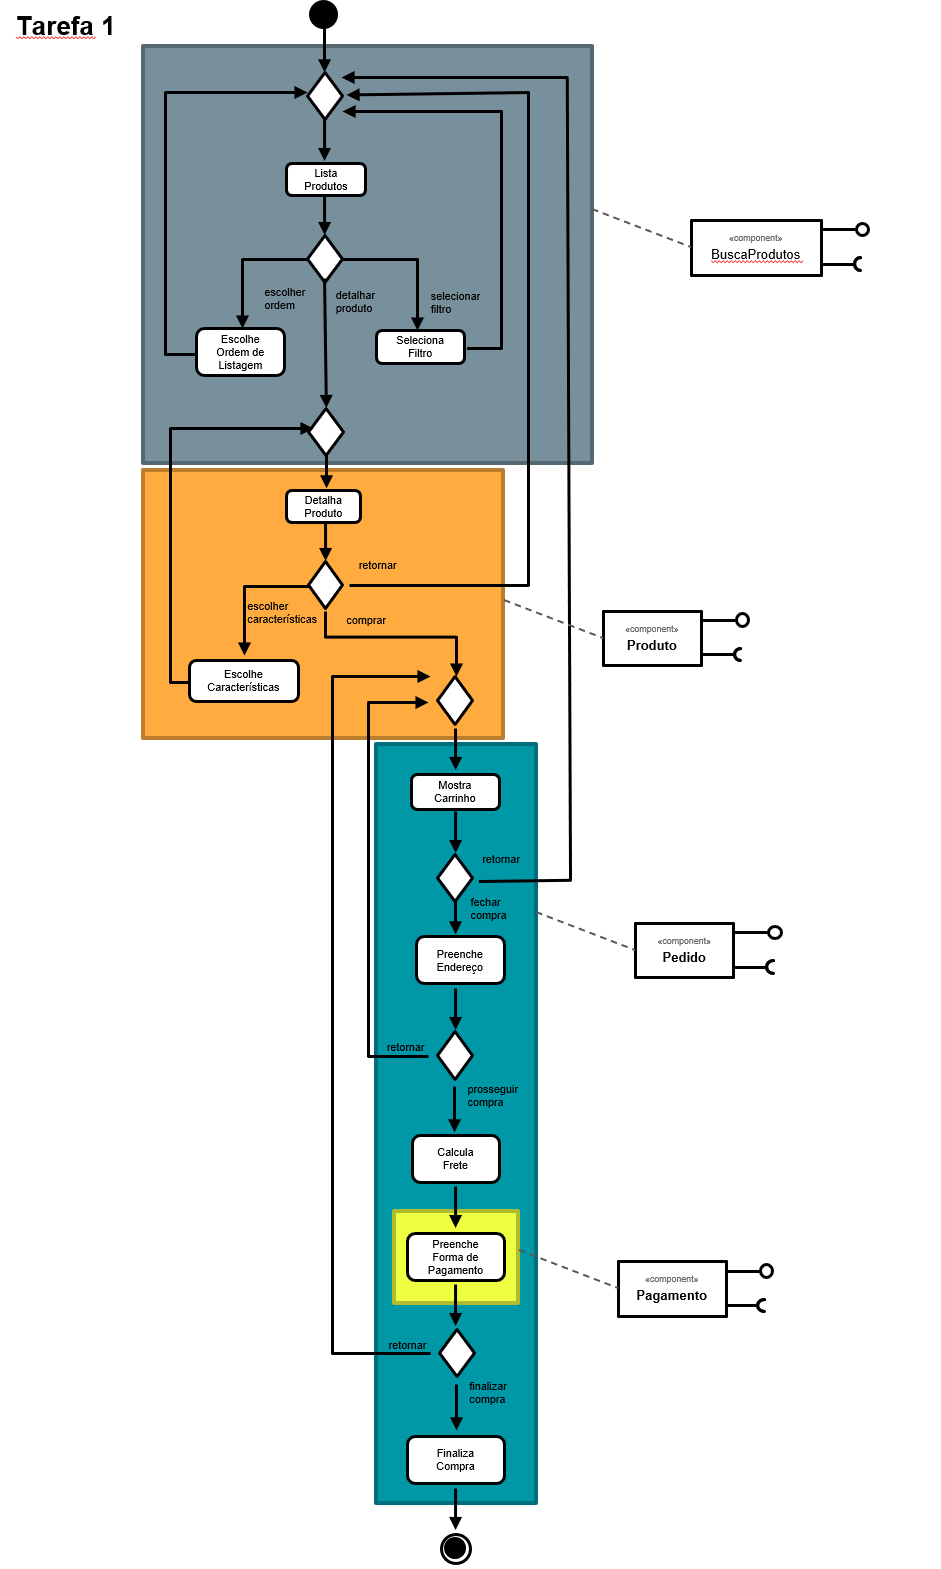 Tarefa 1
Lista
Produtos
«component»
BuscaProdutos
escolher
ordem
detalhar
produto
selecionar
filtro
Escolhe
Ordem de
Listagem
Seleciona
Filtro
Detalha
Produto
retornar
escolher
características
comprar
«component»
Produto
Escolhe
Características
Mostra
Carrinho
retornar
fechar
compra
«component»
Pedido
Preenche
Endereço
retornar
prosseguir
compra
Calcula
Frete
Preenche
Forma de
Pagamento
«component»
Pagamento
retornar
finalizar
compra
Finaliza
Compra